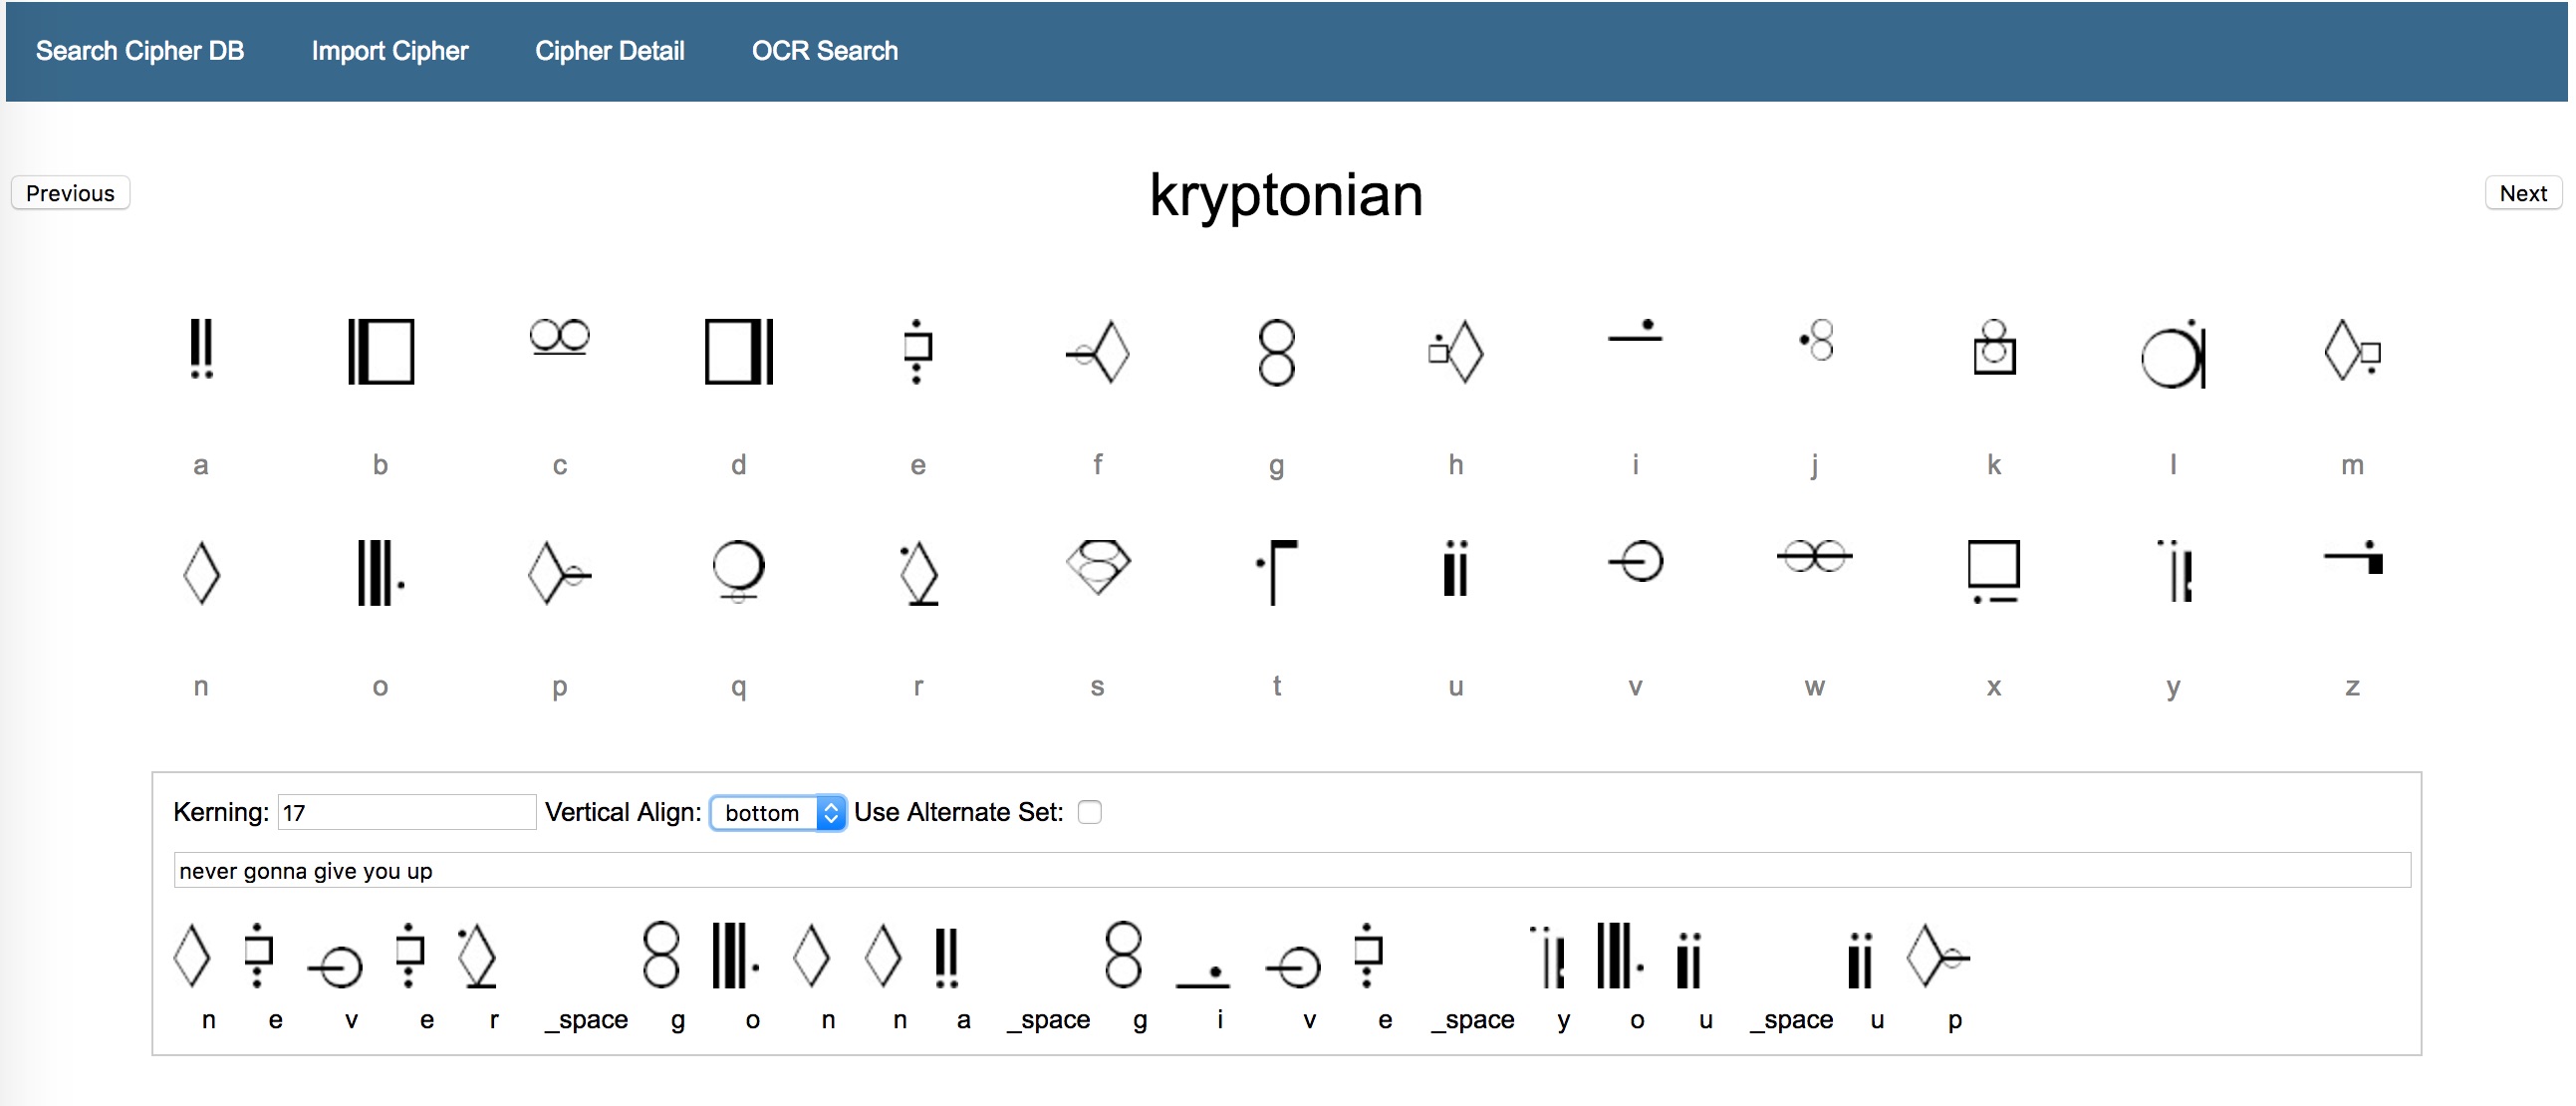 Search Cipher DB Import Cipher Cipher Detail OCR Search
Previous kryptonian Next
a b c d e f g h i j k l m
n o p q r s t u v w x y z
Kerning: 17 Vertical Align: bottom Use Alternate Set:
never gonna give you up
n e v e r _space g o n n a _space g i v e _space y o u _space u p